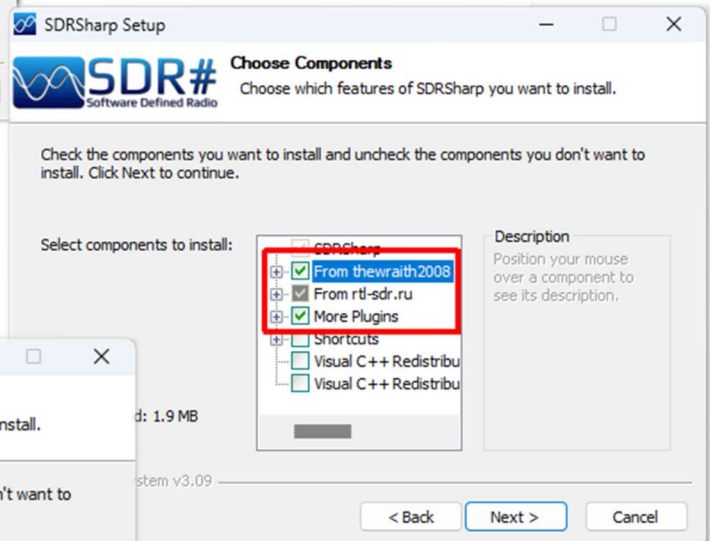 SDRSharp Setup
SDR#
Software Defined Radio
Choose Components
Choose which features of SDRSharp you want to install.
Check the components you want to install and uncheck the components you don't want to
install. Click Next to continue.
Select components to install:
SDRSharp
From thewraith2008
From rtl-sdr.ru
More Plugins
Shortcuts
Visual C++ Redistribu
Visual C++ Redistribu
Description
Position your mouse
over a component to
see its description.
d: 1.9 MB
nstall.
stem v3.09
n't want to
< Back
Next >
Cancel